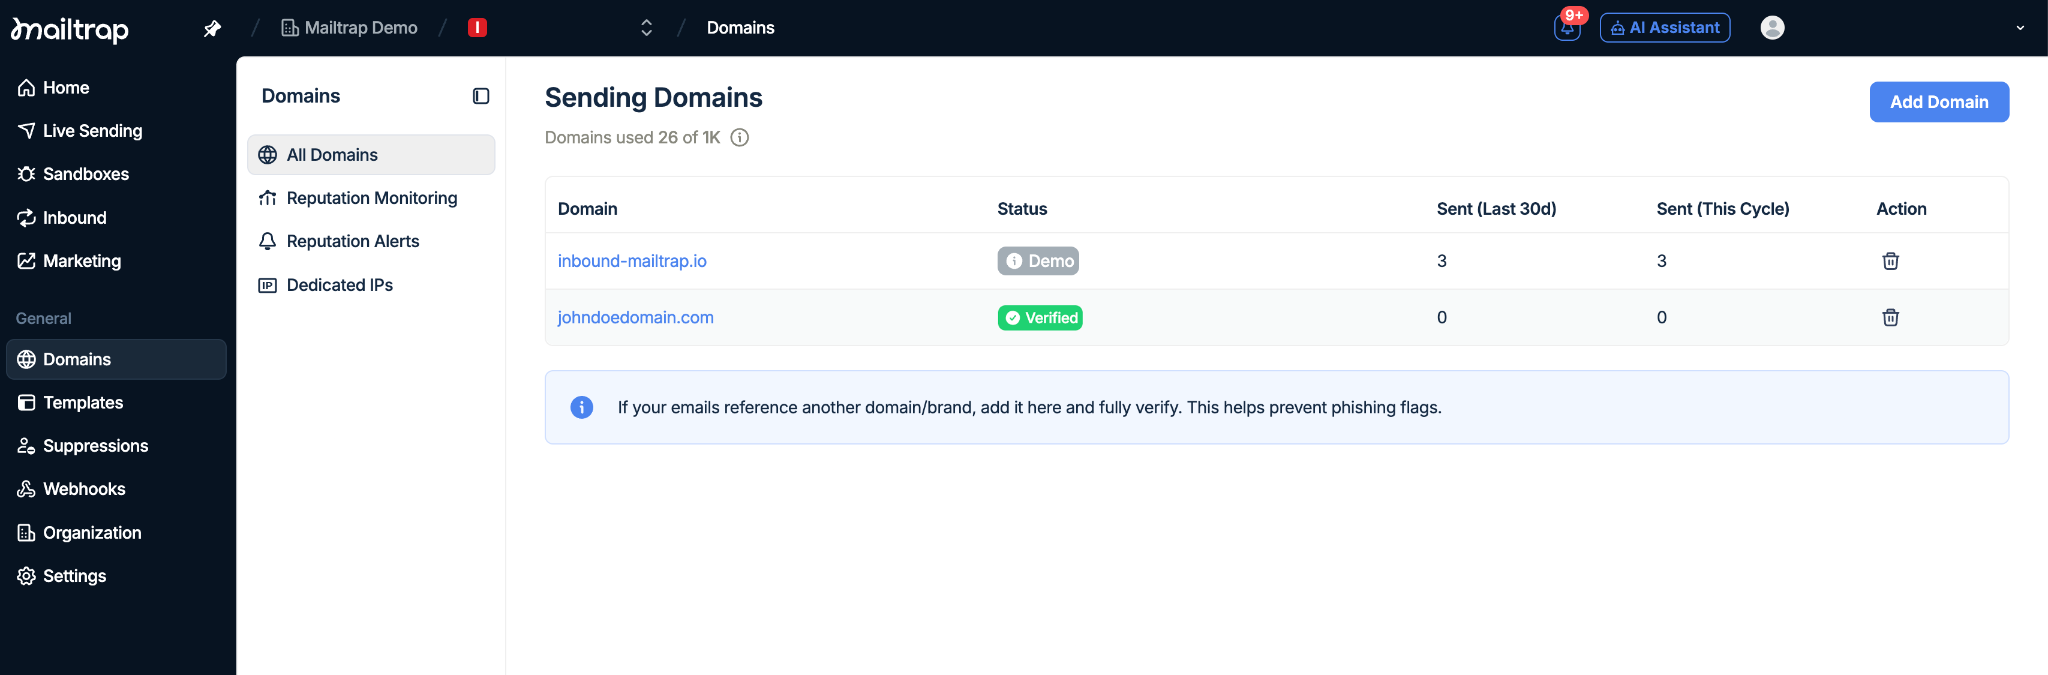 mailtrap
/ Mailtrap Demo / I / Domains
9+
AI Assistant
Home
Live Sending
Sandboxes
Inbound
Marketing
General
Domains
Templates
Suppressions
Webhooks
Organization
Settings
Domains
All Domains
Reputation Monitoring
Reputation Alerts
IP Dedicated IPs
Sending Domains
Domains used 26 of 1K
Add Domain
Domain Status Sent (Last 30d) Sent (This Cycle) Action
inbound-mailtrap.io Demo 3 3
johndoedomain.com Verified 0 0
If your emails reference another domain/brand, add it here and fully verify. This helps prevent phishing flags.